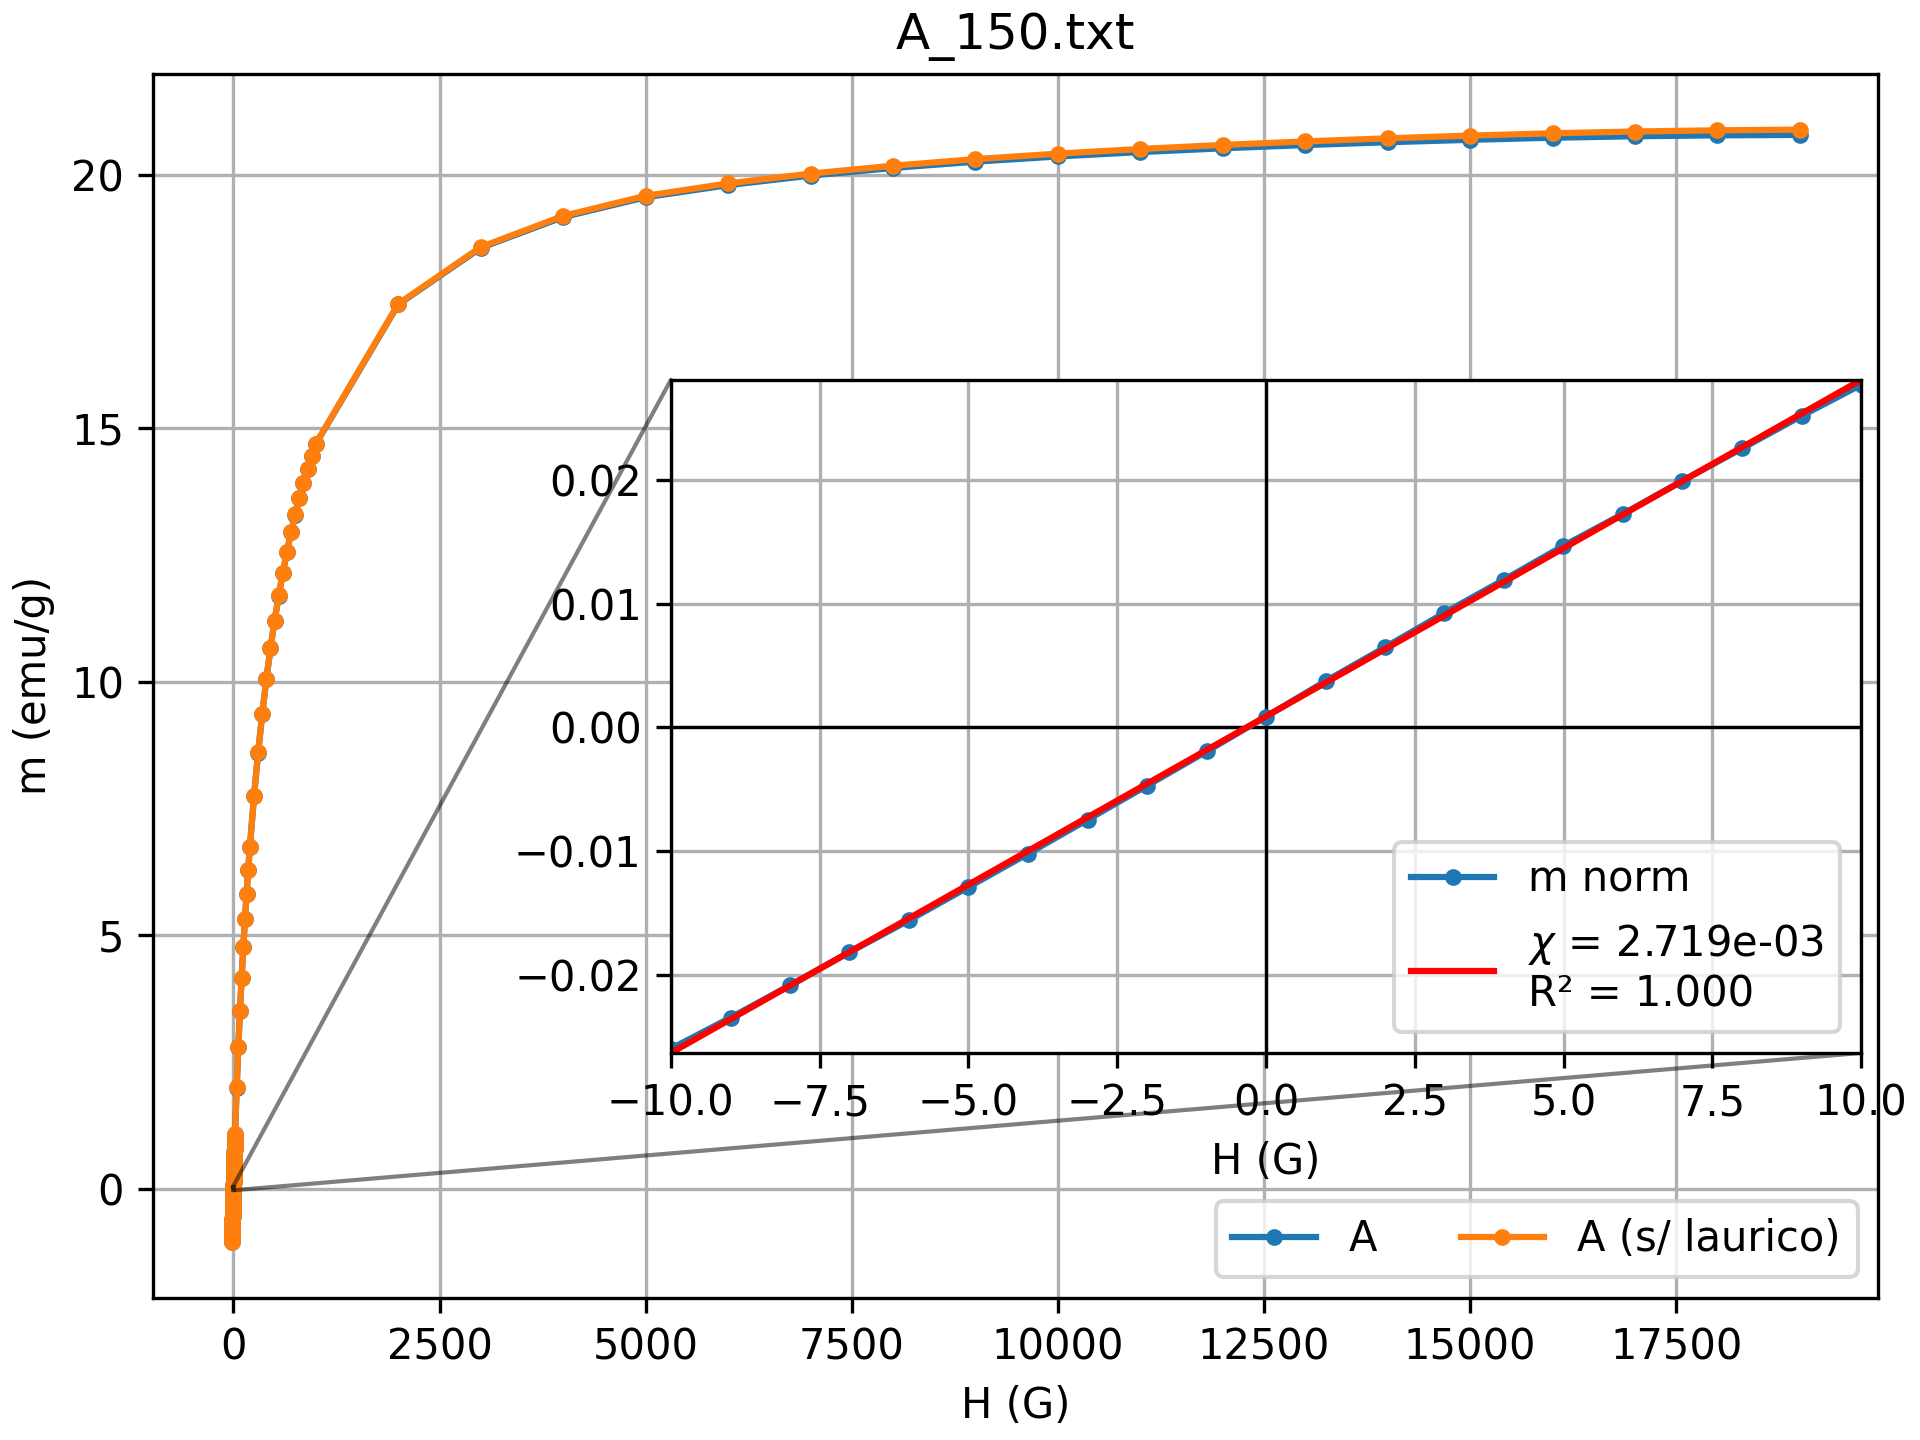 A_150.txt
m (emu/g)
20
15
10
5
0
0.02
0.01
0.00
−0.01
−0.02
m norm
χ = 2.719e-03
R² = 1.000
−10.0 −7.5 −5.0 −2.5 0.0 2.5 5.0 7.5 10.0
H (G)
A A (s/ laurico)
0 2500 5000 7500 10000 12500 15000 17500
H (G)